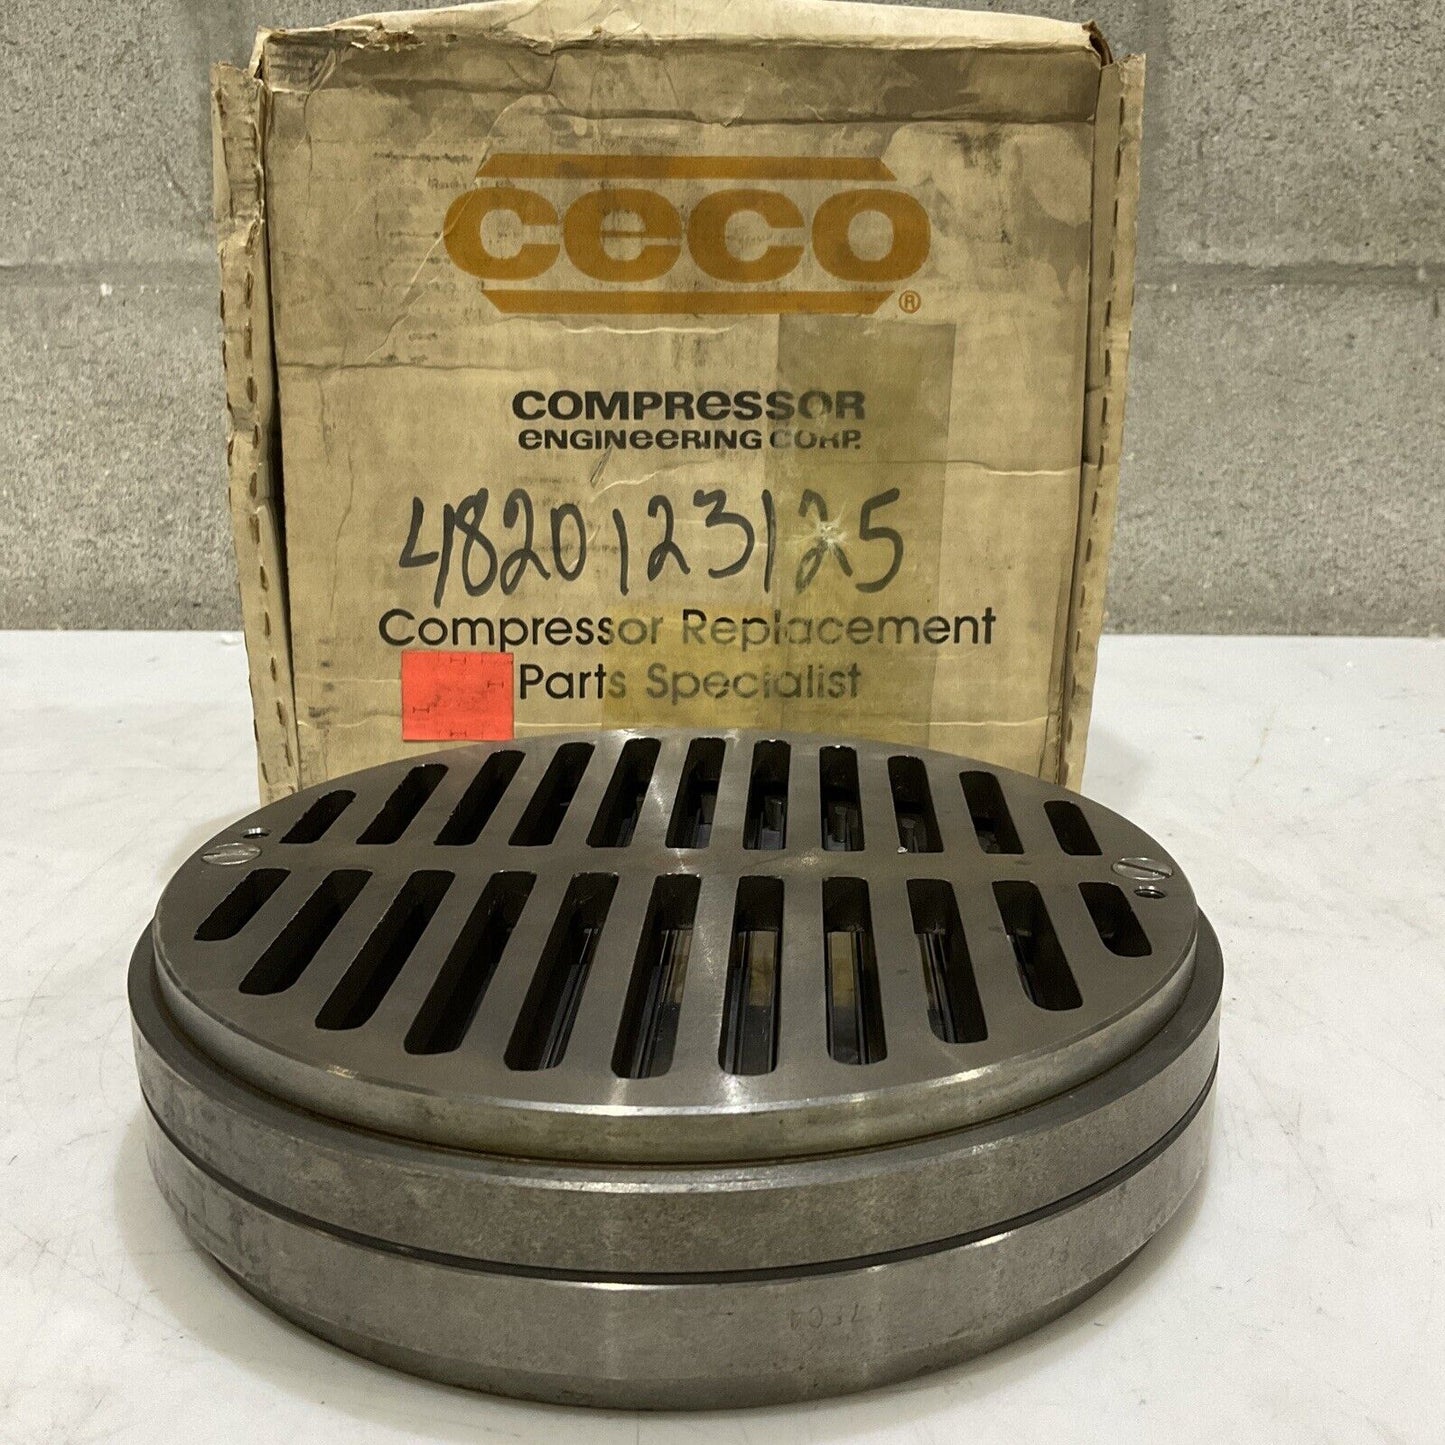 ceco
®
COMPRESSOR
ENGINEERING CORP.
4820123125
Compressor Replacement
Parts Specialist